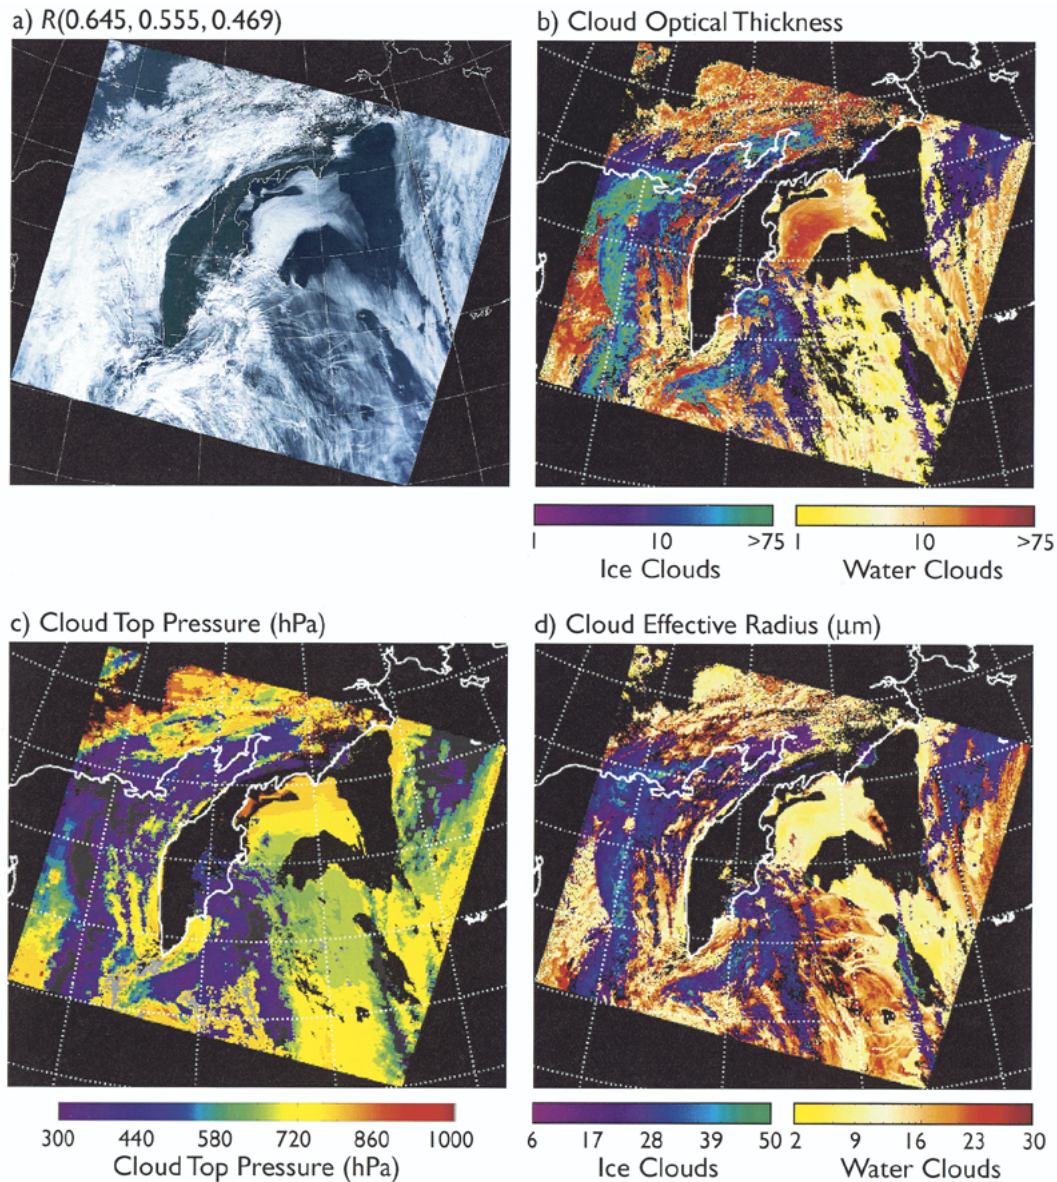 a) R(0.645, 0.555, 0.469)
b) Cloud Optical Thickness
1 10 >75 1 10 >75
Ice Clouds Water Clouds
c) Cloud Top Pressure (hPa)
d) Cloud Effective Radius (μm)
300 440 580 720 860 1000
Cloud Top Pressure (hPa)
6 17 28 39 50 2 9 16 23 30
Ice Clouds Water Clouds